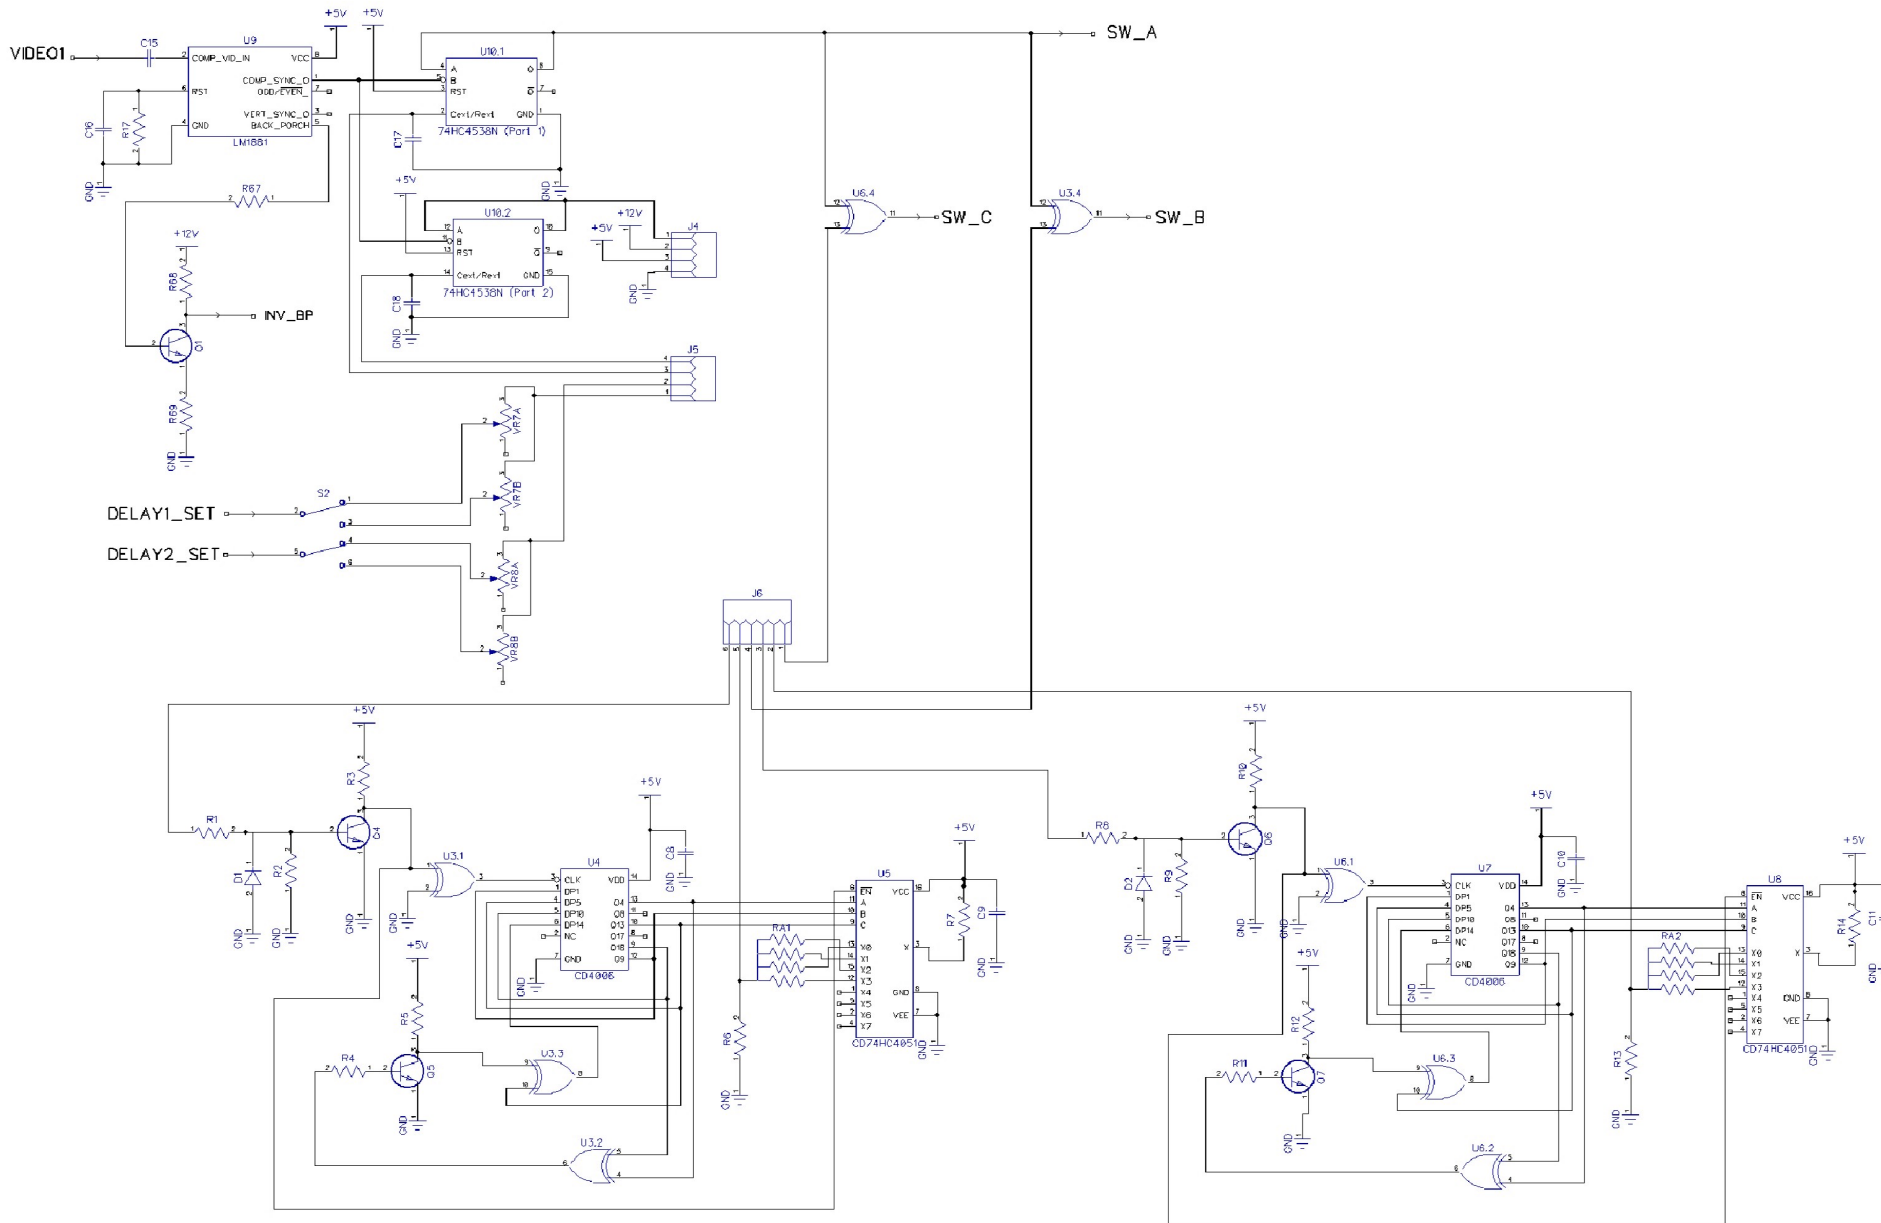 VIDEO1
C15
U9
COMP_VID_IN
VCC
COMP_SYNC_O
ODD/EVEN_
RST
VERT_SYNC_O
GND
BACK_PORCH
LM1881
+5V
+5V
C16
R17
GND
U10.1
A
B
RST
Cext/Rext
Q
Q
GND
74HC4538N (Part 1)
C17
GND
SW_A
R67
+12V
R68
INV_BP
Q1
R69
GND
+5V
U10.2
A
B
RST
Cext/Rext
Q
Q
GND
74HC4538N (Part 2)
C18
GND
+5V
+12V
J4
GND
J5
U6.4
SW_C
U3.4
SW_B
VR7A
VR7B
VR8A
VR8B
S2
DELAY1_SET
DELAY2_SET
J6
+5V
R3
R1
Q4
D1
R2
GND
GND
GND
U3.1
GND
U4
CLK
DP1
DP5
DP10
DP14
NC
GND
VDD
Q4
Q8
Q13
Q17
Q18
Q9
CD4006
+5V
C8
GND
GND
+5V
R5
R4
Q5
GND
U3.3
U3.2
RA1
R6
GND
U5
EN
A
B
C
X0
X1
X2
X3
X4
X5
X6
X7
VCC
X
GND
VEE
CD74HC4051
+5V
R7
C9
GND
GND
+5V
R10
R8
Q6
D2
R9
GND
GND
GND
U6.1
GND
U7
CLK
DP1
DP5
DP10
DP14
NC
GND
VDD
Q4
Q8
Q13
Q17
Q18
Q9
CD4006
+5V
C10
GND
GND
+5V
R12
R11
Q7
GND
U6.3
U6.2
RA2
R13
GND
U8
EN
A
B
C
X0
X1
X2
X3
X4
X5
X6
X7
VCC
X
GND
VEE
CD74HC4051
+5V
R14
C11
GND
GND